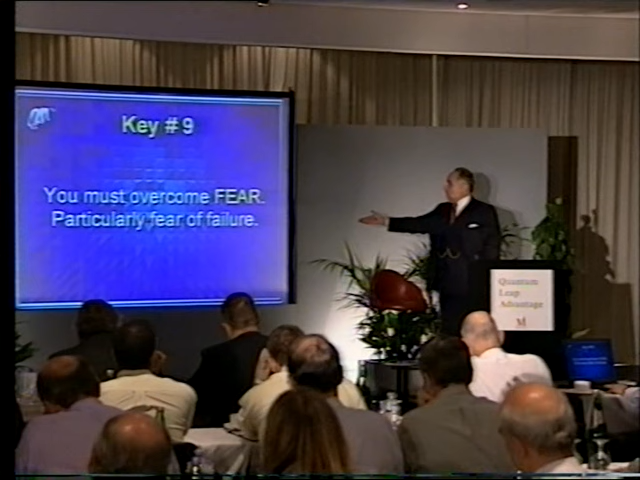 Key # 9
You must overcome FEAR.
Particularly fear of failure.
Quantum
Leap
Advantage
M